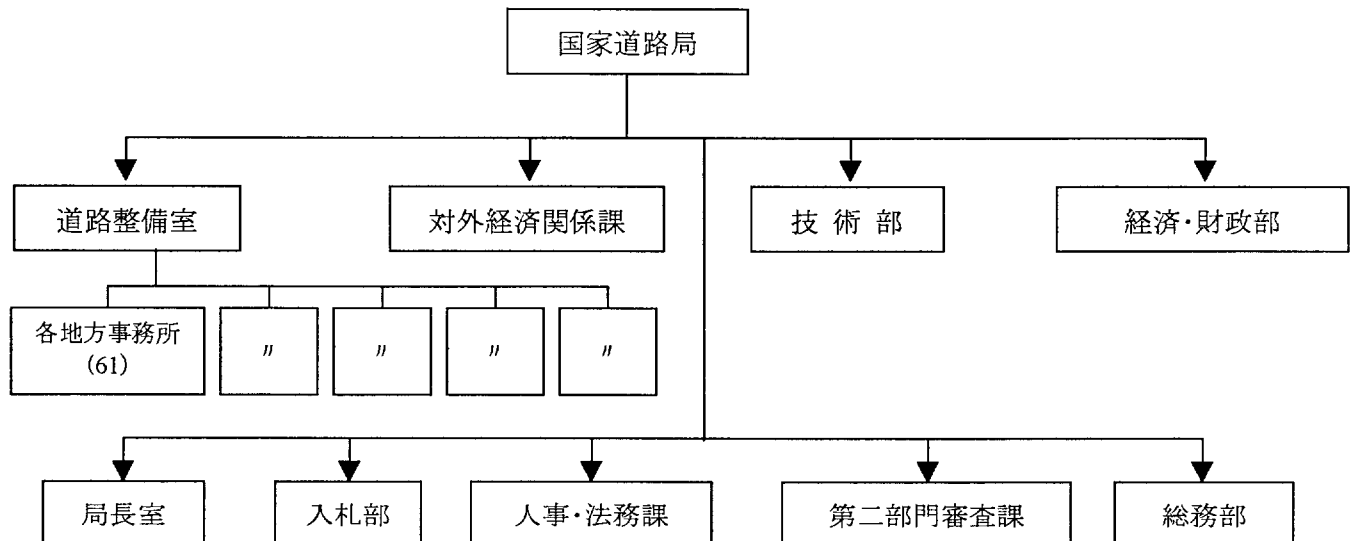 国家道路局
道路整備室
対外経済関係課
技 術 部
経済・財政部
各地方事務所
(61)
〃
〃
〃
〃
局長室
入札部
人事・法務課
第二部門審査課
総務部